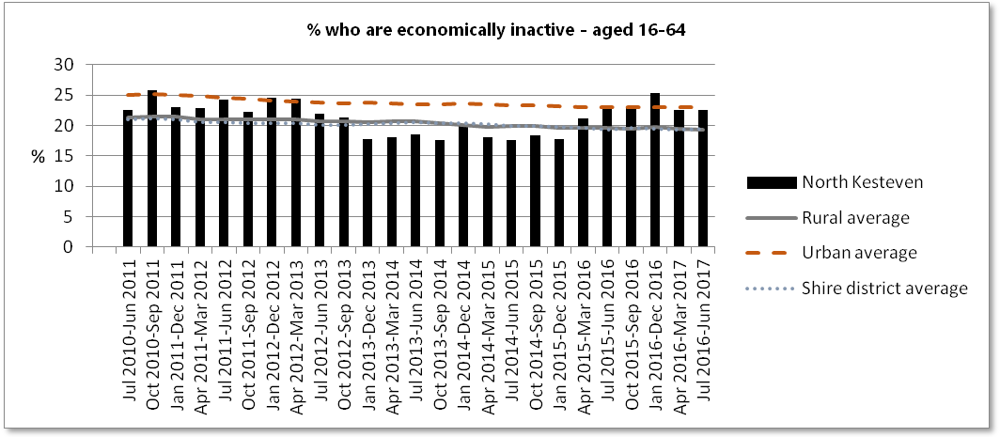 % who are economically inactive - aged 16-64
30
25
20
15
10
5
0
%
Jul 2010-Jun 2011
Oct 2010-Sep 2011
Jan 2011-Dec 2011
Apr 2011-Mar 2012
Jul 2011-Jun 2012
Oct 2011-Sep 2012
Jan 2012-Dec 2012
Apr 2012-Mar 2013
Jul 2012-Jun 2013
Oct 2012-Sep 2013
Jan 2013-Dec 2013
Apr 2013-Mar 2014
Jul 2013-Jun 2014
Oct 2013-Sep 2014
Jan 2014-Dec 2014
Apr 2014-Mar 2015
Jul 2014-Jun 2015
Oct 2014-Sep 2015
Jan 2015-Dec 2015
Apr 2015-Mar 2016
Jul 2015-Jun 2016
Oct 2015-Sep 2016
Jan 2016-Dec 2016
Apr 2016-Mar 2017
Jul 2016-Jun 2017
North Kesteven
Rural average
Urban average
Shire district average